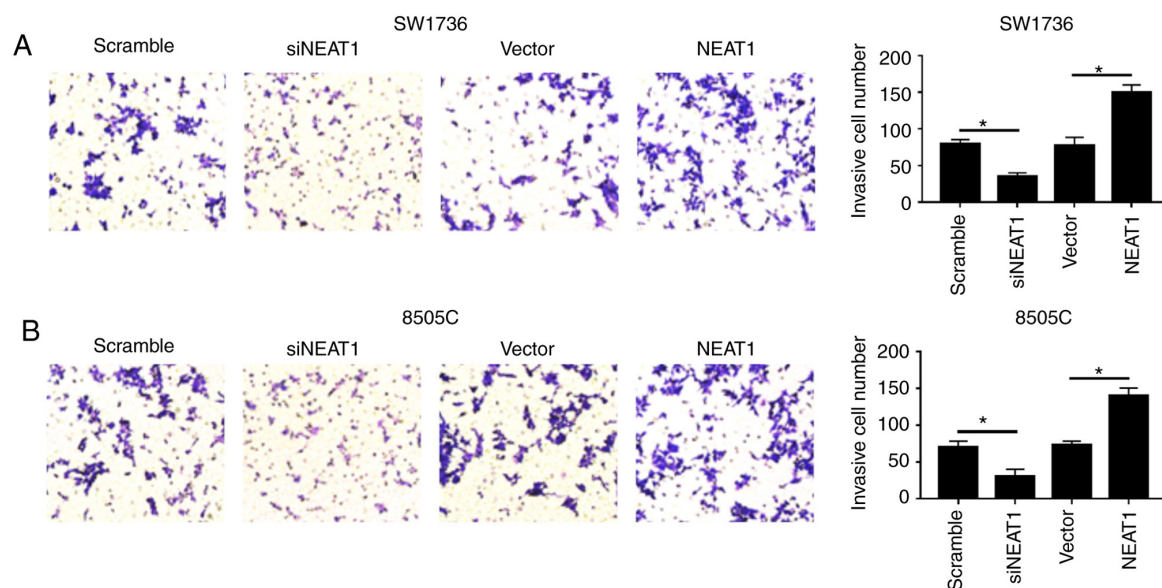 A
SW1736
Scramble siNEAT1 Vector NEAT1
SW1736
Invasive cell number
200
150
100
50
0
*
*
Scramble
siNEAT1
Vector
NEAT1
B
8505C
Scramble siNEAT1 Vector NEAT1
8505C
Invasive cell number
200
150
100
50
0
*
*
Scramble
siNEAT1
Vector
NEAT1